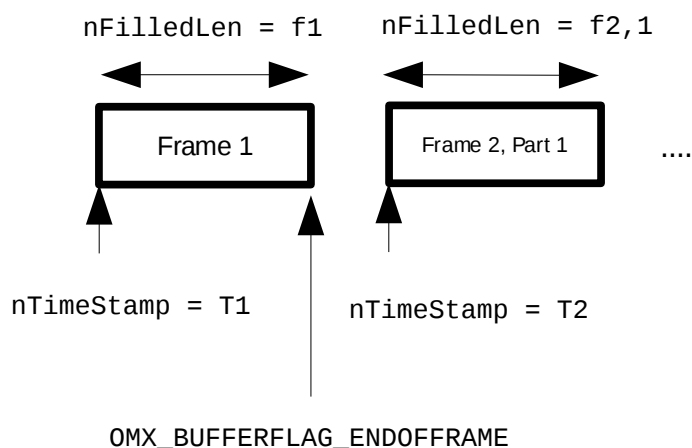 nFilledLen = f1
nFilledLen = f2,1
Frame 1
Frame 2, Part 1
....
nTimeStamp = T1
nTimeStamp = T2
OMX_BUFFERFLAG_ENDOFFRAME